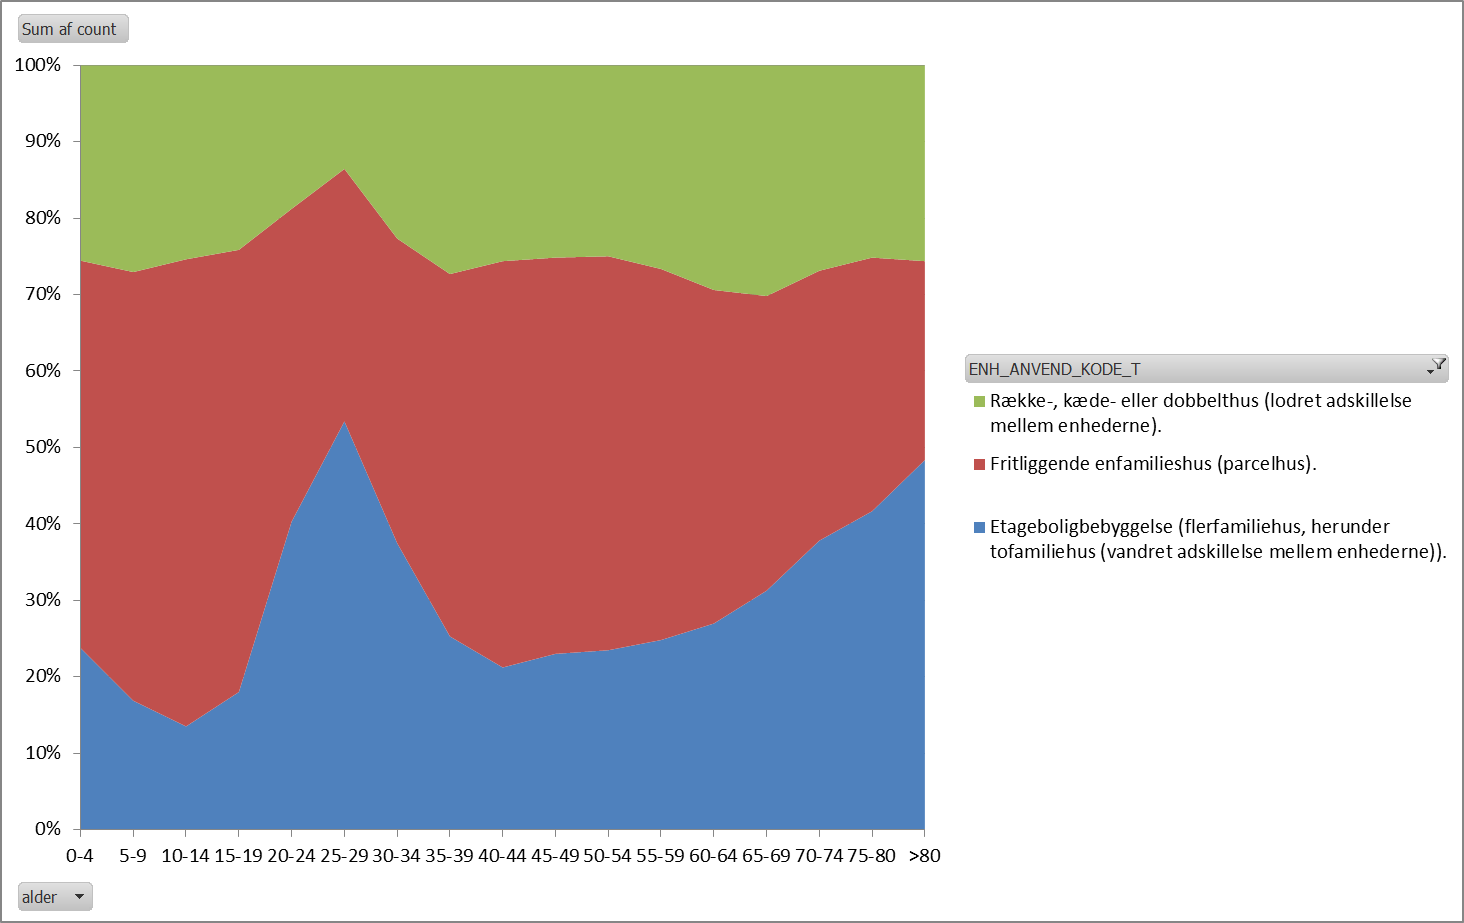 Sum af count
100%
90%
80%
70%
60%
50%
40%
30%
20%
10%
0%
0-4 5-9 10-14 15-19 20-24 25-29 30-34 35-39 40-44 45-49 50-54 55-59 60-64 65-69 70-74 75-80 >80
alder
ENH_ANVEND_KODE_T
Række-, kæde- eller dobbelthus (lodret adskillelse
mellem enhederne).
Fritliggende enfamilieshus (parcelhus).
Etageboligbebyggelse (flerfamiliehus, herunder
tofamiliehus (vandret adskillelse mellem enhederne)).